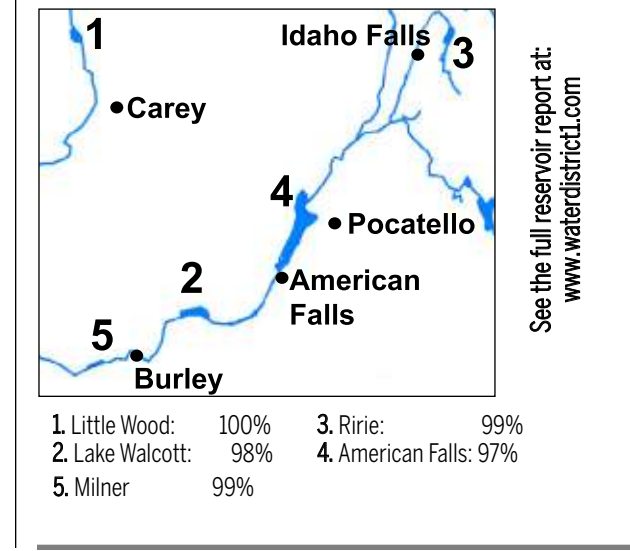 1
Idaho Falls
3
Carey
4
Pocatello
American
Falls
2
5
Burley
See the full reservoir report at:
www.waterdistrict1.com
1. Little Wood: 100%
2. Lake Walcott: 98%
5. Milner 99%
3. Ririe: 99%
4. American Falls: 97%